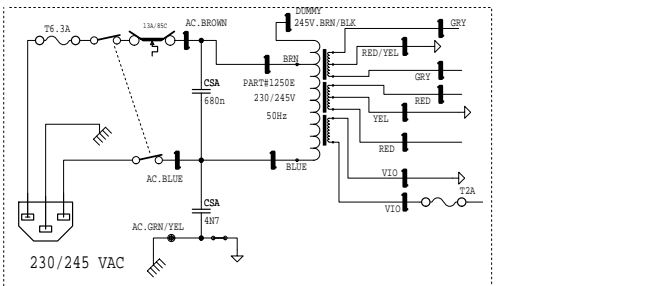 DUMMY
T6.3A
13A/85C
AC.BROWN
245V.BRN/BLK
GRY
BRN
RED/YEL
CSA
680n
PART#1250E
230/245V
50Hz
GRY
RED
YEL
RED
AC.BLUE
BLUE
VIO
T2A
CSA
4N7
VIO
AC.GRN/YEL
230/245 VAC